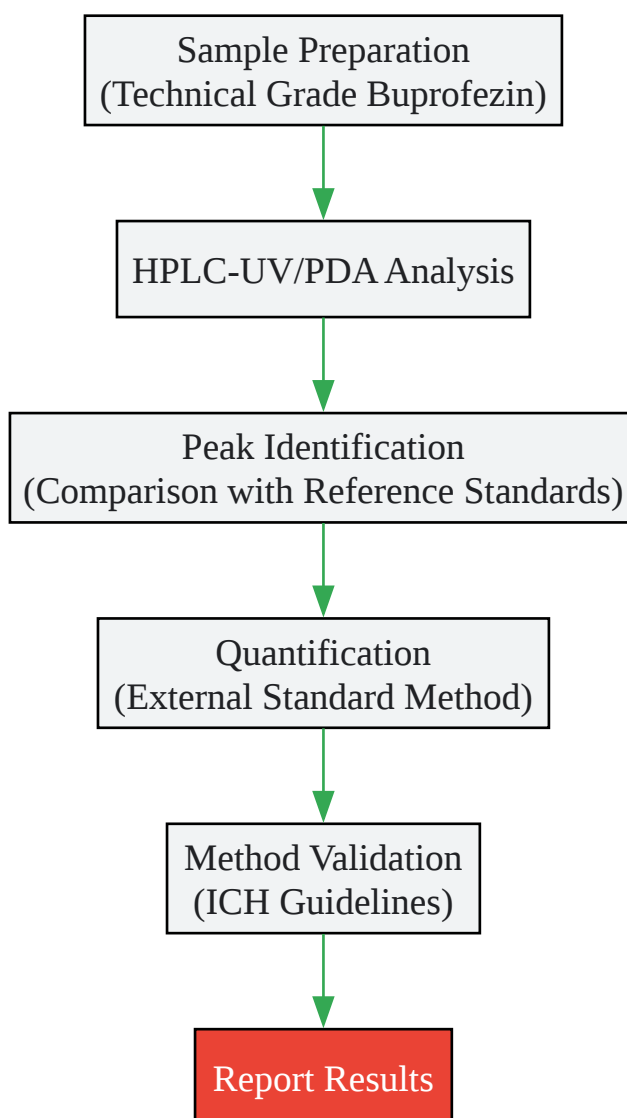 Sample Preparation
(Technical Grade Buprofezin)
HPLC-UV/PDA Analysis
Peak Identification
(Comparison with Reference Standards)
Quantification
(External Standard Method)
Method Validation
(ICH Guidelines)
Report Results